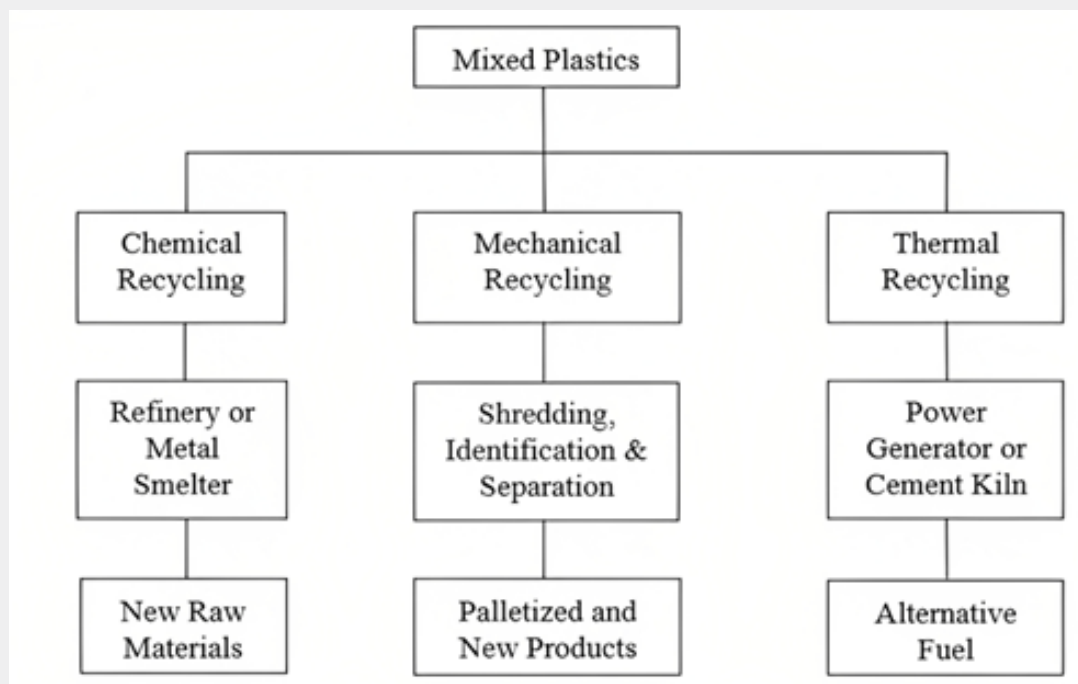 Mixed Plastics
Chemical
Recycling
Mechanical
Recycling
Thermal
Recycling
Refinery or
Metal
Smelter
Shredding,
Identification &
Separation
Power
Generator or
Cement Kiln
New Raw
Materials
Palletized and
New Products
Alternative
Fuel